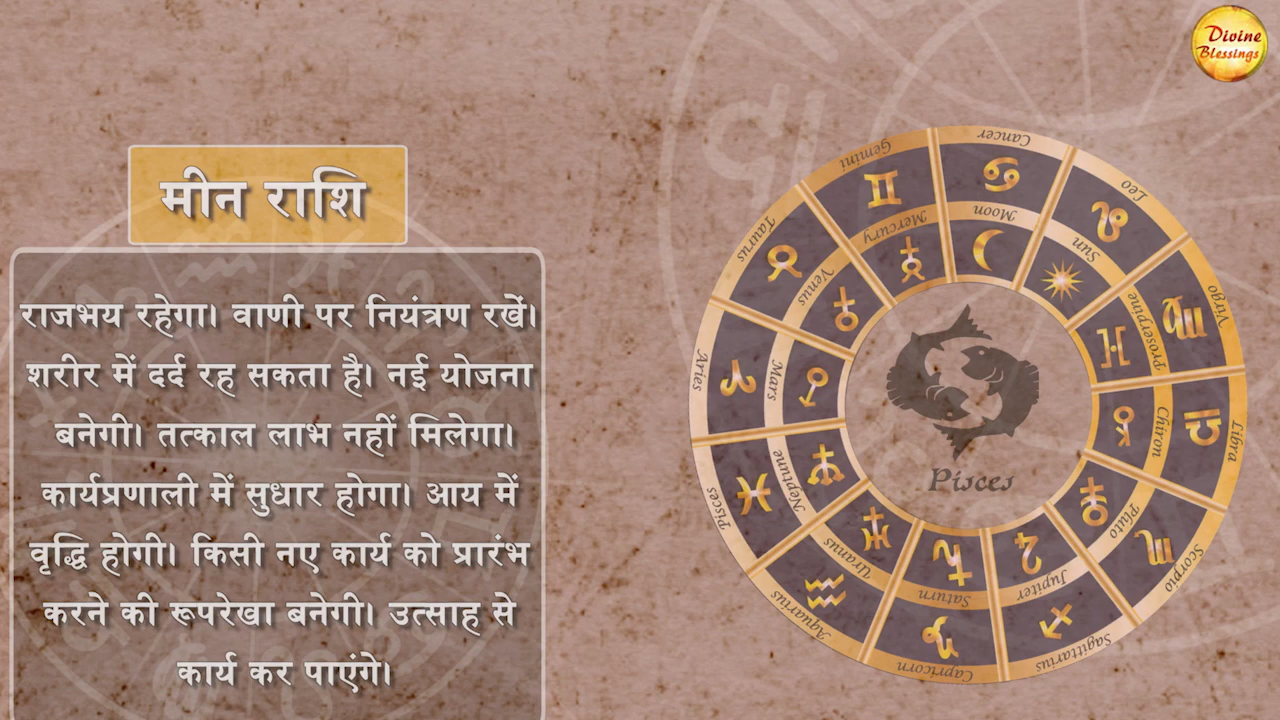 Divine
Blessings
मीन राशि
राजभय रहेगा। वाणी पर नियंत्रण रखें।
शरीर में दर्द रह सकता है। नई योजना
बनेगी। तत्काल लाभ नहीं मिलेगा।
कार्यप्रणाली में सुधार होगा। आय में
वृद्धि होगी। किसी नए कार्य को प्रारंभ
करने की रूपरेखा बनेगी। उत्साह से
कार्य कर पाएंगे।
Cancer
Leo
Virgo
Libra
Scorpio
Sagittarius
Capricorn
Aquarius
Pisces
Aries
Taurus
Gemini
Moon
Sun
Proserpine
Chiron
Pluto
Jupiter
Saturn
Uranus
Neptune
Mars
Venus
Mercury
Pisces